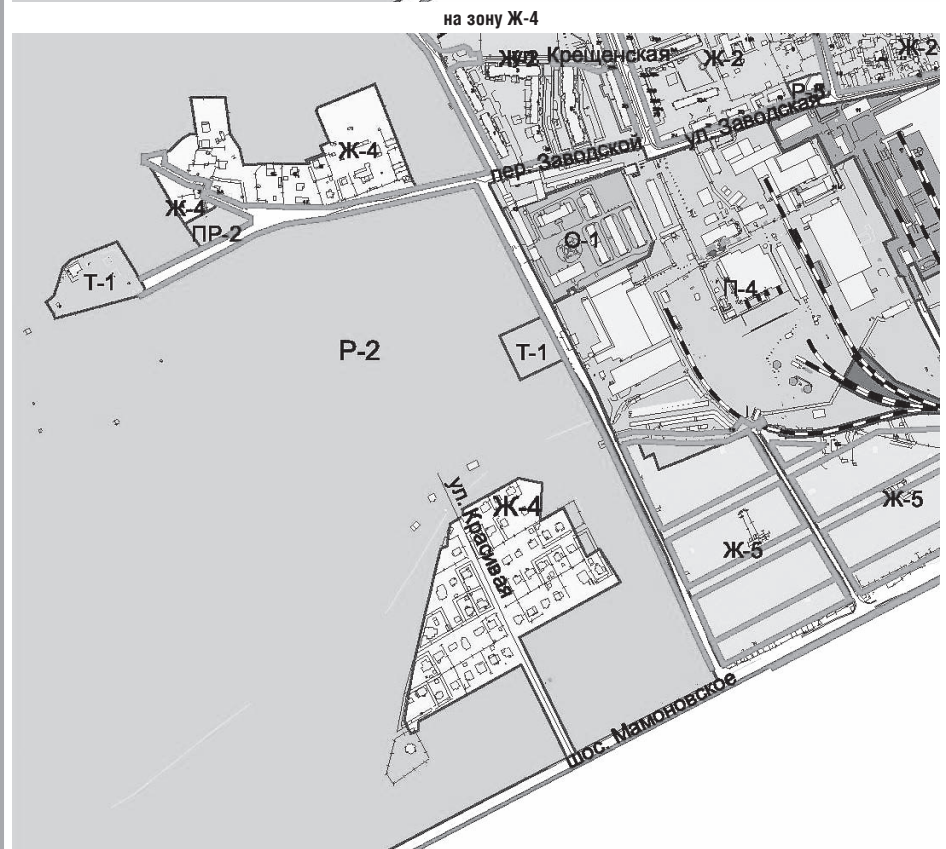 на зону Ж-4
ул. Крещенская
Ж-2
Ж-2
Ж-4
пер. Заводской
ул. Заводская
Ж-4
ПР-2
О-1
Т-1
П-4
Р-2
Т-1
Ж-4
ул. Красивая
Ж-5
Ж-5
шос. Мамоновское